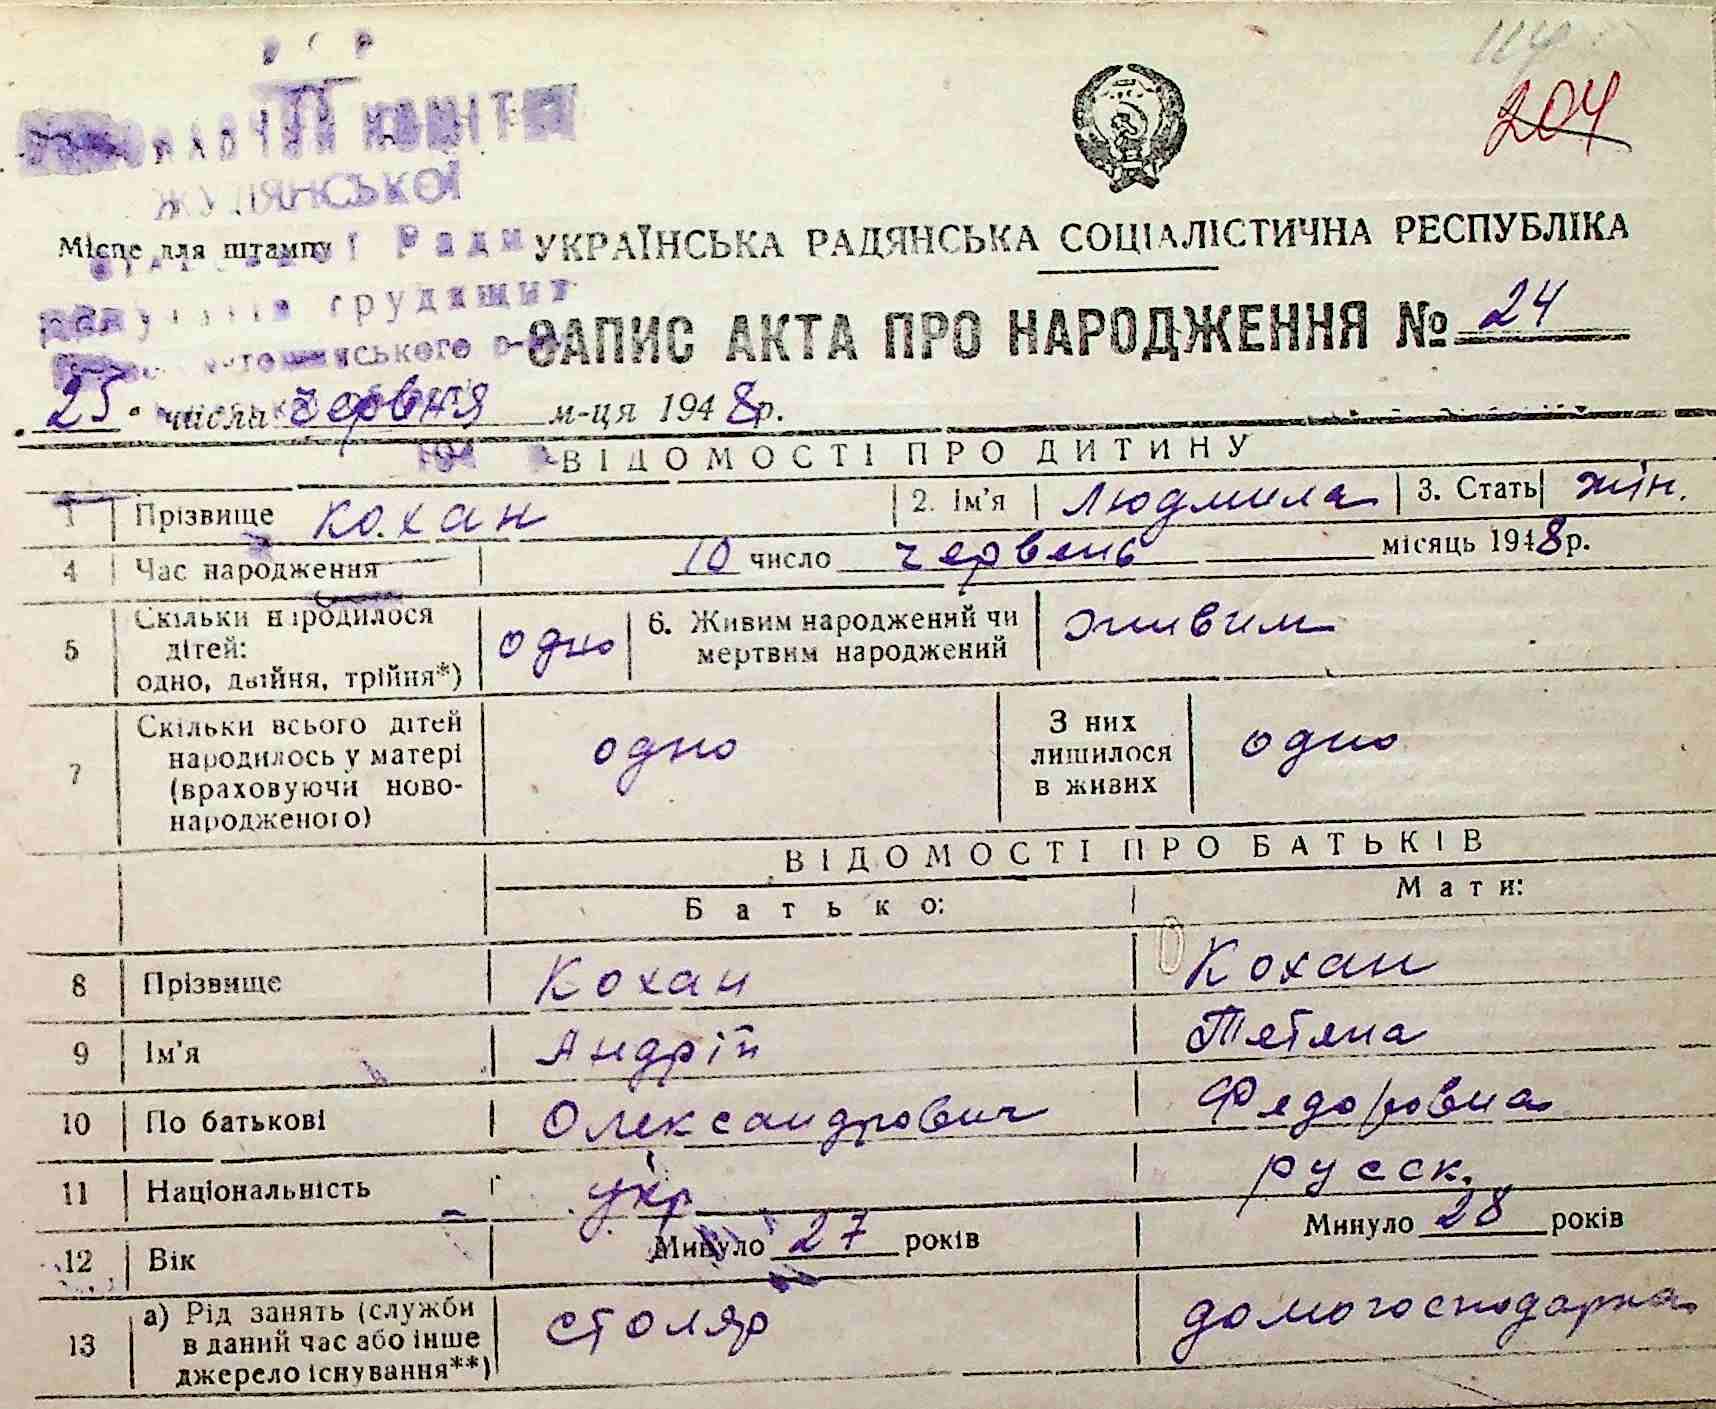 204
ЖУЛЯНСЬКОЇ
Місце для штампу
Ради
УКРАЇНСЬКА РАДЯНСЬКА СОЦІАЛІСТИЧНА РЕСПУБЛІКА
ЗАПИС АКТА ПРО НАРОДЖЕННЯ № 24
25 числа червня м-ця 1948 р.
ВІДОМОСТІ ПРО ДИТИНУ
1 Прізвище Кохан 2. Ім'я Людмила 3. Стать жін.
4 Час народження 10 число червень місяць 1948 р.
5 Скільки народилося дітей: одно, двійня, трійня*) одно 6. Живим народжений чи мертвим народжений живим
7 Скільки всього дітей народилось у матері (враховуючи новонародженого) одно З них лишилося в живих одно
ВІДОМОСТІ ПРО БАТЬКІВ
Батько: Мати:
8 Прізвище Кохан Кохан
9 Ім'я Андрій Тетяна
10 По батькові Олександрович Федоровна
11 Національність укр русск.
12 Вік Минуло 27 років Минуло 28 років
13 а) Рід занять (служби в даний час або інше джерело існування**) столяр домогосподарка